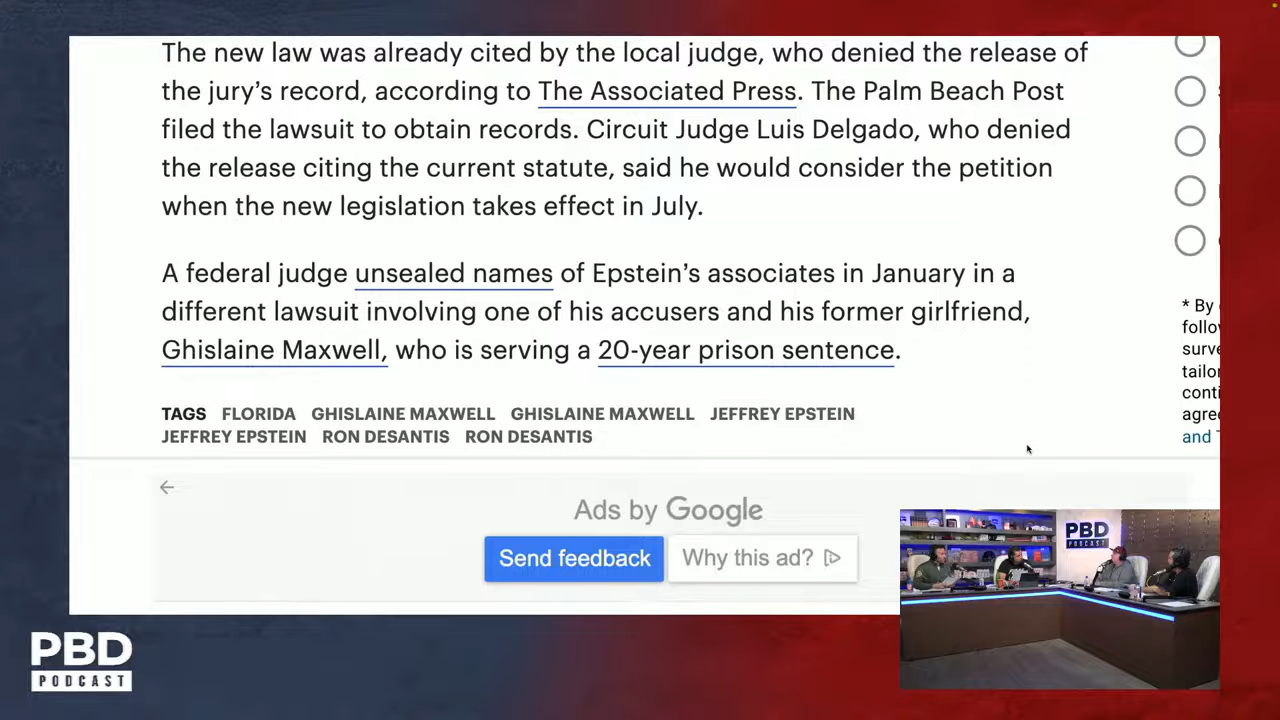 The new law was already cited by the local judge, who denied the release of
the jury's record, according to The Associated Press. The Palm Beach Post
filed the lawsuit to obtain records. Circuit Judge Luis Delgado, who denied
the release citing the current statute, said he would consider the petition
when the new legislation takes effect in July.
A federal judge unsealed names of Epstein's associates in January in a
different lawsuit involving one of his accusers and his former girlfriend,
Ghislaine Maxwell, who is serving a 20-year prison sentence.
TAGS FLORIDA GHISLAINE MAXWELL GHISLAINE MAXWELL JEFFREY EPSTEIN
JEFFREY EPSTEIN RON DESANTIS RON DESANTIS
* By
and
Ads by Google
Send feedback Why this ad?
PBD
PODCAST
PBD
PODCAST